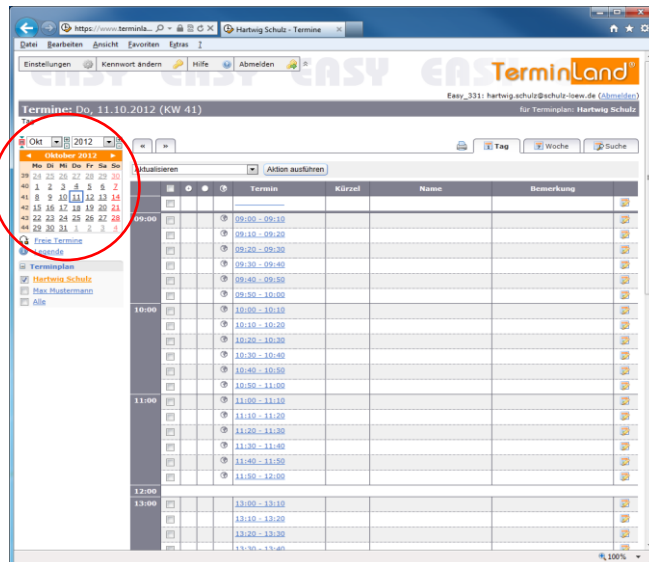 https://www.terminla...
Hartwig Schulz - Termine
Datei Bearbeiten Ansicht Favoriten Extras ?
Einstellungen Kennwort ändern Hilfe Abmelden
EASY EASY EASY EASY
TerminLand
Easy_331: hartwig.schulz@schulz-loew.de (Abmelden)
Termine: Do, 11.10.2012 (KW 41) für Terminplan: Hartwig Schulz
Okt 2012
« »
Tag Woche Suche
Oktober 2012
Mo Di Mi Do Fr Sa So
39 24 25 26 27 28 29 30
40 1 2 3 4 5 6 7
41 8 9 10 11 12 13 14
42 15 16 17 18 19 20 21
43 22 23 24 25 26 27 28
44 29 30 31 1 2 3 4
Freie Termine
Legende
Terminplan
Hartwig Schulz
Max Mustermann
Alle
Aktualisieren Aktion ausführen
Termin Kürzel Name Bemerkung
09:00 09:00 - 09:10
09:10 - 09:20
09:20 - 09:30
09:30 - 09:40
09:40 - 09:50
09:50 - 10:00
10:00 10:00 - 10:10
10:10 - 10:20
10:20 - 10:30
10:30 - 10:40
10:40 - 10:50
10:50 - 11:00
11:00 11:00 - 11:10
11:10 - 11:20
11:20 - 11:30
11:30 - 11:40
11:40 - 11:50
11:50 - 12:00
12:00
13:00 13:00 - 13:10
13:10 - 13:20
13:20 - 13:30
13:30 - 13:40
100%